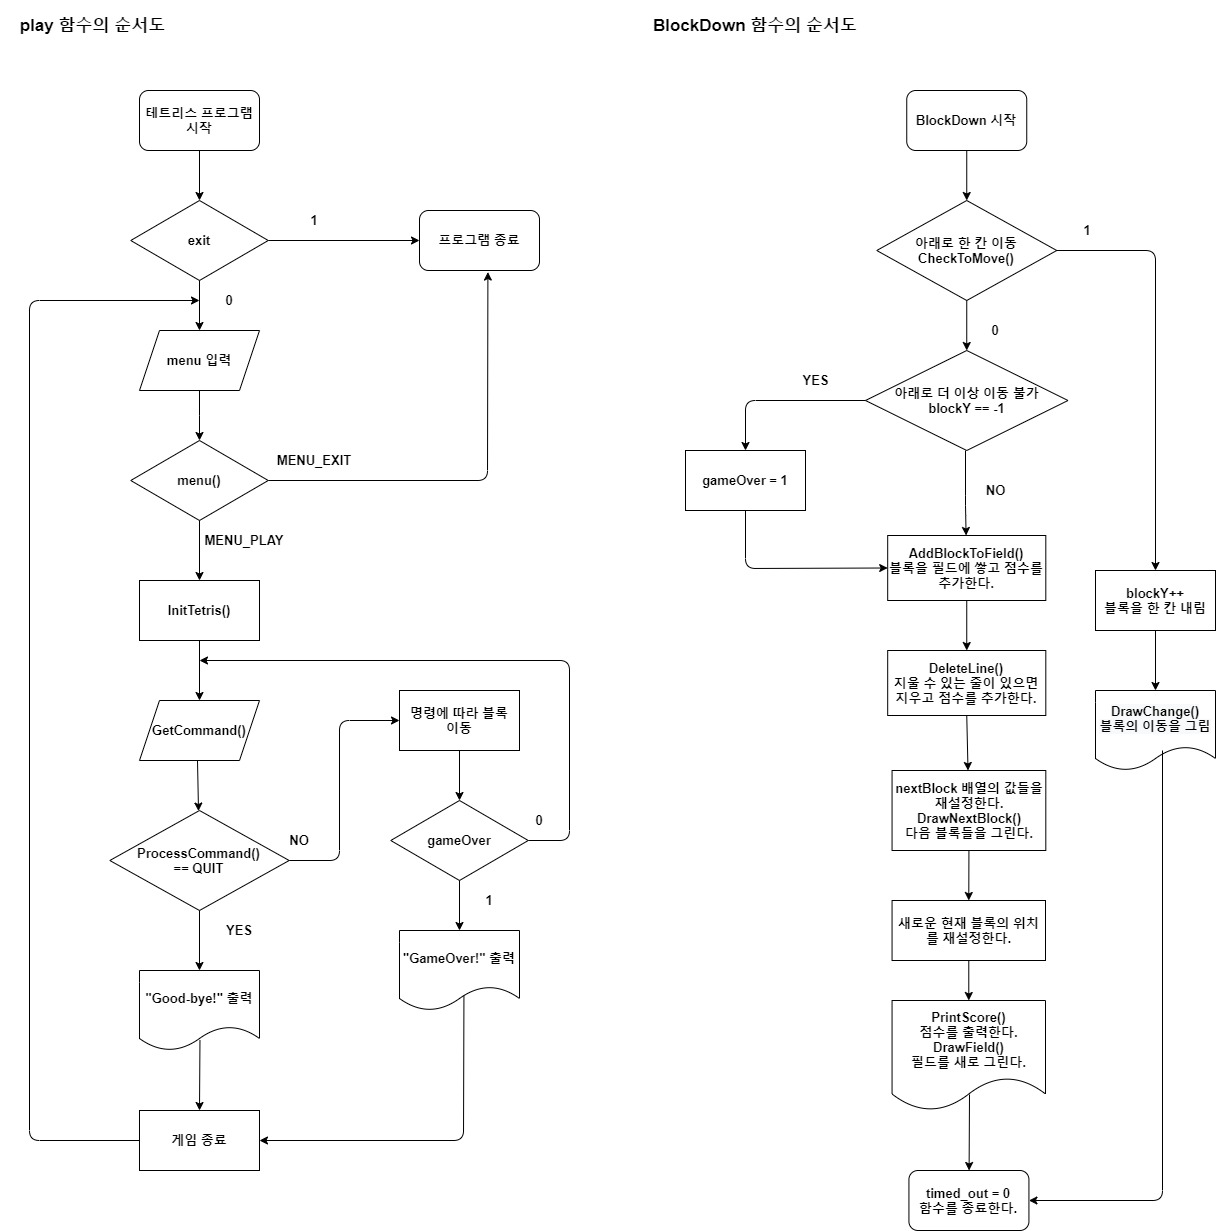 play 함수의 순서도
테트리스 프로그램
시작
exit
1
프로그램 종료
0
menu 입력
menu()
MENU_EXIT
MENU_PLAY
InitTetris()
GetCommand()
명령에 따라 블록
이동
ProcessCommand()
== QUIT
NO
gameOver
0
YES
1
"Good-bye!" 출력
"GameOver!" 출력
게임 종료
BlockDown 함수의 순서도
BlockDown 시작
아래로 한 칸 이동
CheckToMove()
1
0
아래로 더 이상 이동 불가
blockY == -1
YES
gameOver = 1
NO
AddBlockToField()
블록을 필드에 쌓고 점수를
추가한다.
blockY++
블록을 한 칸 내림
DeleteLine()
지울 수 있는 줄이 있으면
지우고 점수를 추가한다.
DrawChange()
블록의 이동을 그림
nextBlock 배열의 값들을
재설정한다.
DrawNextBlock()
다음 블록들을 그린다.
새로운 현재 블록의 위치
를 재설정한다.
PrintScore()
점수를 출력한다.
DrawField()
필드를 새로 그린다.
timed_out = 0
함수를 종료한다.